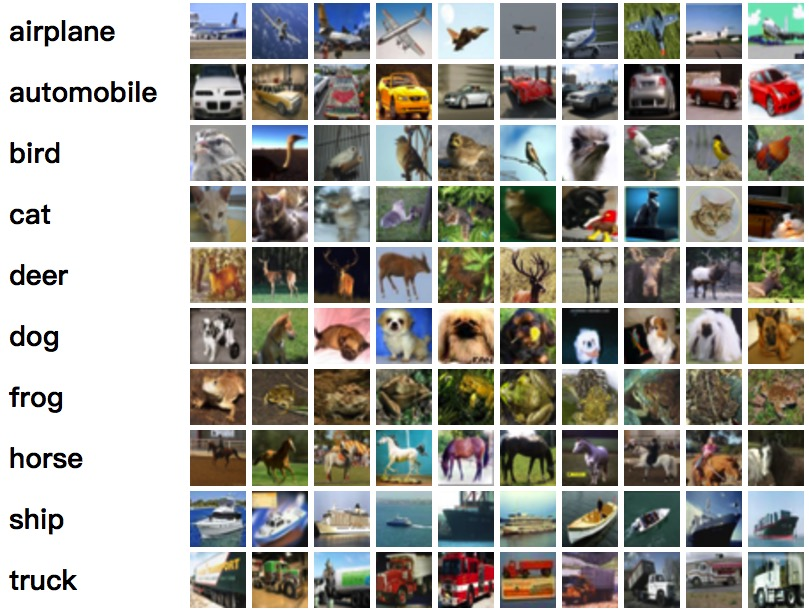 airplane
automobile
bird
cat
deer
dog
frog
horse
ship
truck